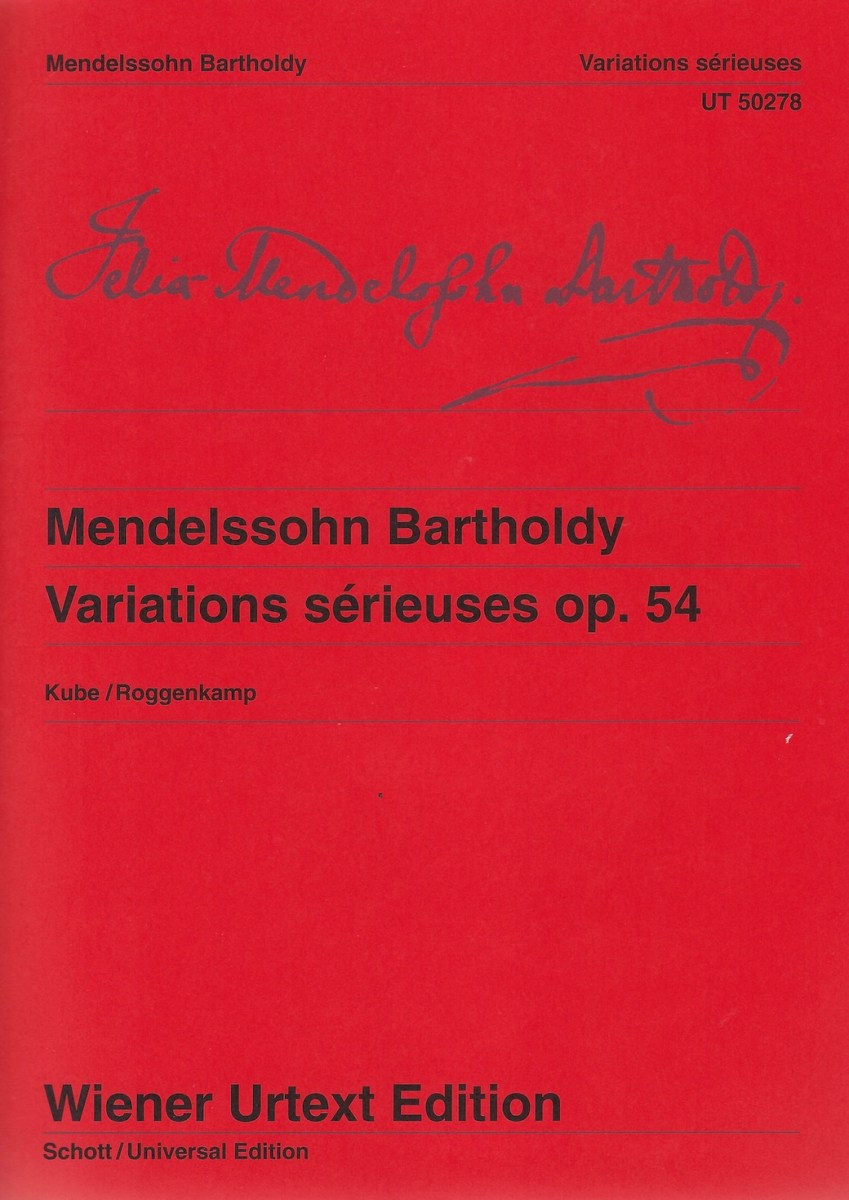 Mendelssohn Bartholdy
Variations sérieuses
UT 50278
Felix Mendelssohn Bartholdy.
Mendelssohn Bartholdy
Variations sérieuses op. 54
Kube / Roggenkamp
Wiener Urtext Edition
Schott / Universal Edition